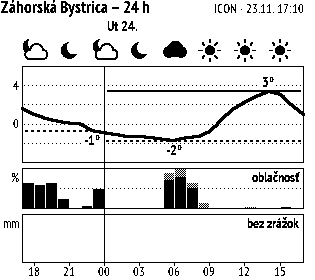 Záhorská Bystrica – 24 h
ICON · 23.11. 17:10
Ut 24.
4
3°
0
-1°
-2°
%
oblačnosť
mm
bez zrážok
18 21 00 03 06 09 12 15